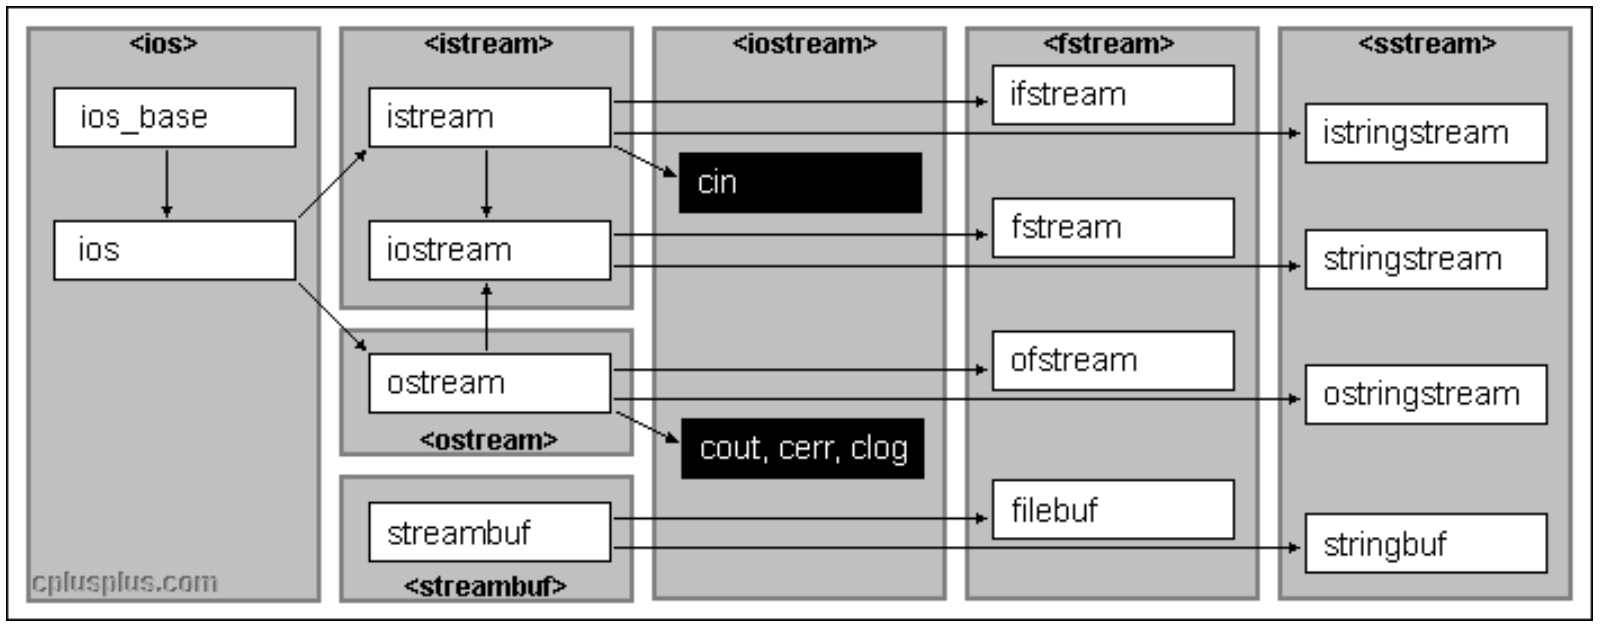 <ios>
<istream>
<iostream>
<fstream>
<sstream>
ios_base
istream
ifstream
istringstream
cin
ios
iostream
fstream
stringstream
ostream
ofstream
ostringstream
<ostream>
cout, cerr, clog
streambuf
filebuf
stringbuf
<streambuf>
cplusplus.com